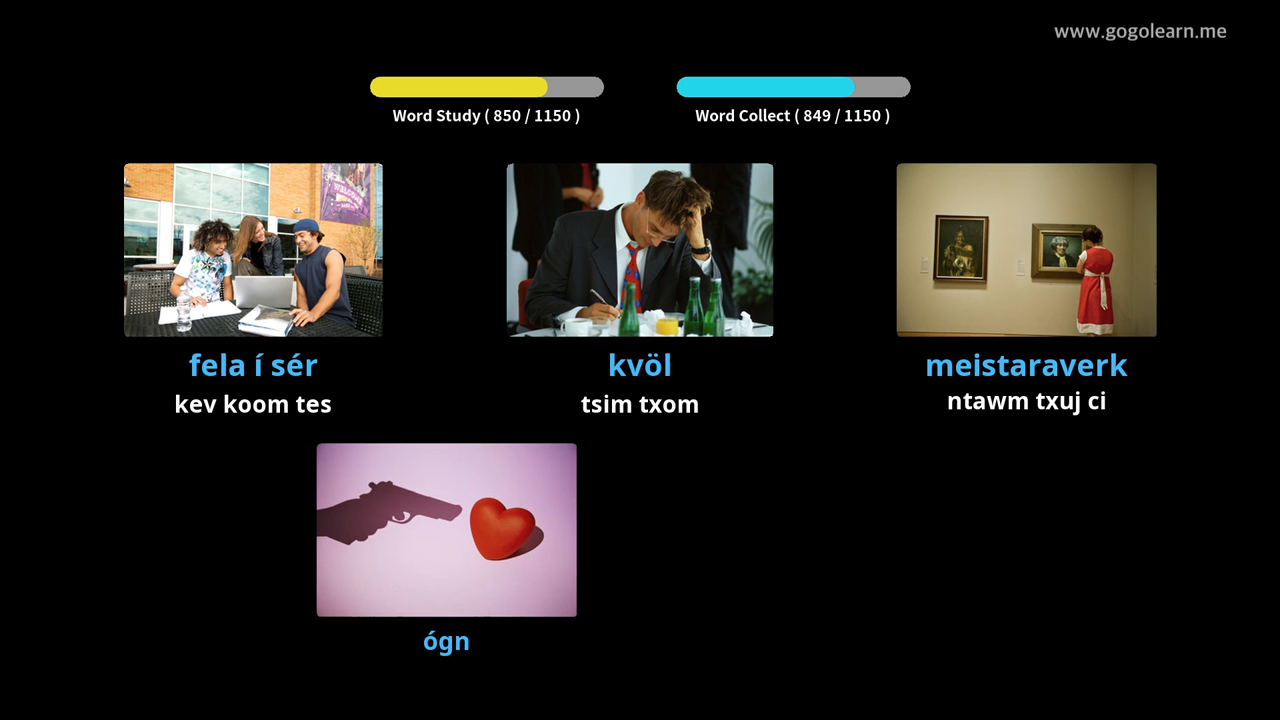 www.gogolearn.me
Word Study ( 850 / 1150 )
Word Collect ( 849 / 1150 )
WELCOME
fela í sér
kvöl
meistaraverk
kev koom tes
tsim txom
ntawm txuj ci
ógn